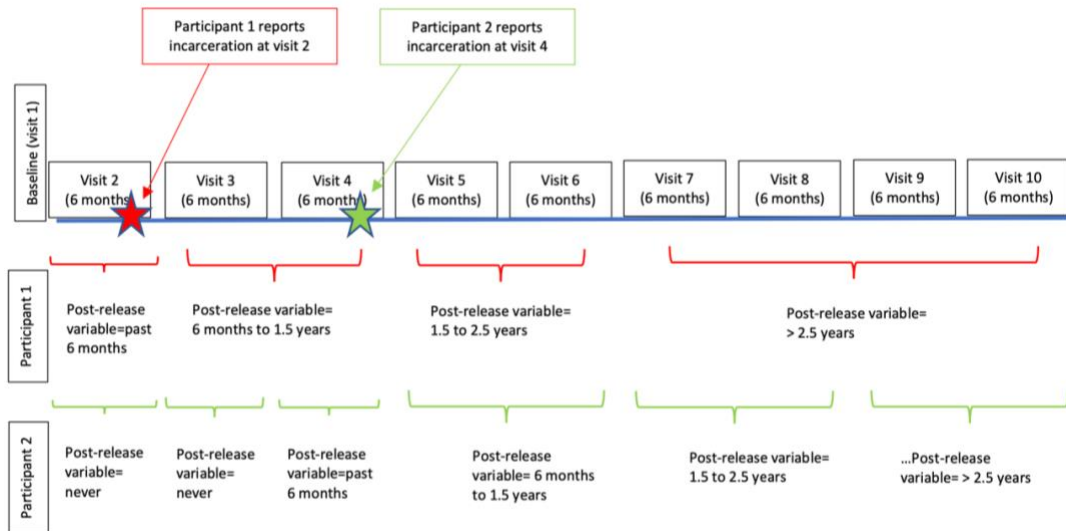 Participant 1 reports
incarceration at visit 2
Participant 2 reports
incarceration at visit 4
Baseline (visit 1)
Visit 2
(6 months
Visit 3
(6 months)
Visit 4
(6 months)
Visit 5
(6 months)
Visit 6
(6 months)
Visit 7
(6 months)
Visit 8
(6 months)
Visit 9
(6 months)
Visit 10
(6 months)
Participant 1
Post-release
variable=past
6 months
Post-release variable=
6 months to 1.5 years
Post-release variable=
1.5 to 2.5 years
Post-release variable=
> 2.5 years
Participant 2
Post-release
variable=
never
Post-release
variable=
never
Post-release
variable=past
6 months
Post-release
variable= 6 months
to 1.5 years
Post-release variable=
1.5 to 2.5 years
...Post-release
variable= > 2.5 years